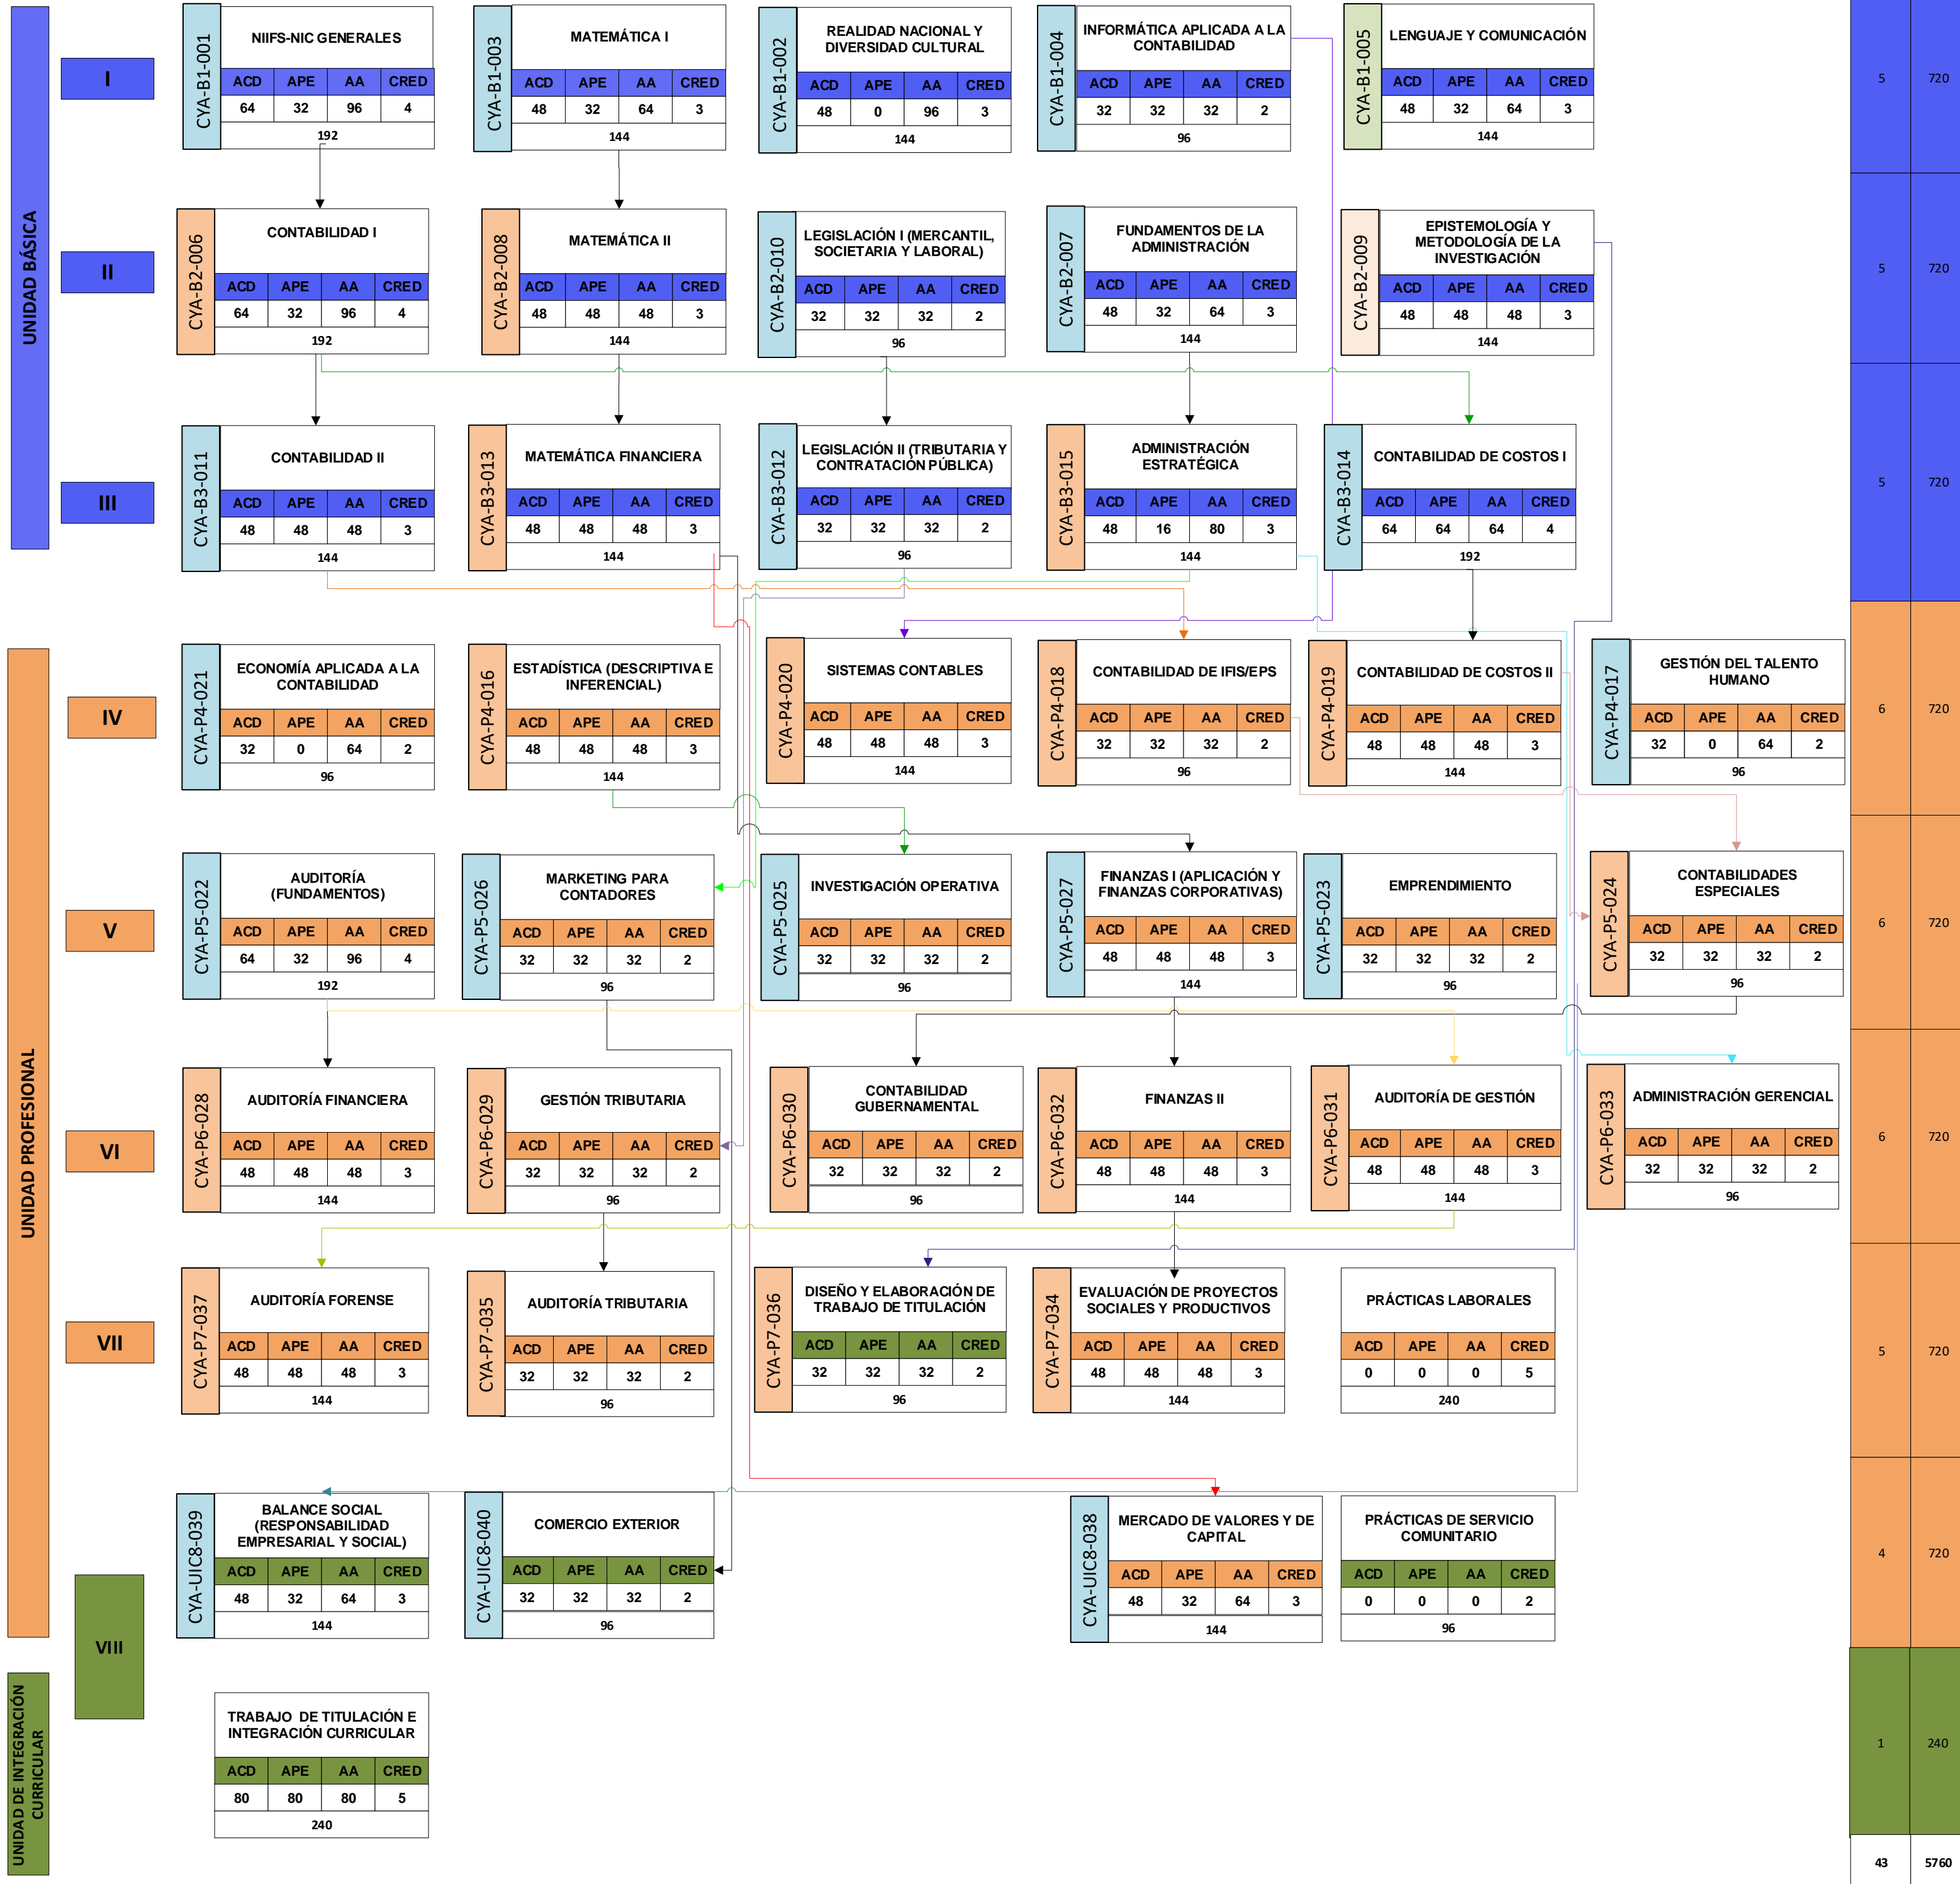 UNIDAD BÁSICA
I
CYA-B1-001
NIIFS-NIC GENERALES
ACD APE AA CRED
64 32 96 4
192
CYA-B1-003
MATEMÁTICA I
ACD APE AA CRED
48 32 64 3
144
CYA-B1-002
REALIDAD NACIONAL Y
DIVERSIDAD CULTURAL
ACD APE AA CRED
48 0 96 3
144
CYA-B1-004
INFORMÁTICA APLICADA A LA
CONTABILIDAD
ACD APE AA CRED
32 32 32 2
96
CYA-B1-005
LENGUAJE Y COMUNICACIÓN
ACD APE AA CRED
48 32 64 3
144
5 720
II
CYA-B2-006
CONTABILIDAD I
ACD APE AA CRED
64 32 96 4
192
CYA-B2-008
MATEMÁTICA II
ACD APE AA CRED
48 48 48 3
144
CYA-B2-010
LEGISLACIÓN I (MERCANTIL,
SOCIETARIA Y LABORAL)
ACD APE AA CRED
32 32 32 2
96
CYA-B2-007
FUNDAMENTOS DE LA
ADMINISTRACIÓN
ACD APE AA CRED
48 32 64 3
144
CYA-B2-009
EPISTEMOLOGÍA Y
METODOLOGÍA DE LA
INVESTIGACIÓN
ACD APE AA CRED
48 48 48 3
144
5 720
III
CYA-B3-011
CONTABILIDAD II
ACD APE AA CRED
48 48 48 3
144
CYA-B3-013
MATEMÁTICA FINANCIERA
ACD APE AA CRED
48 48 48 3
144
CYA-B3-012
LEGISLACIÓN II (TRIBUTARIA Y
CONTRATACIÓN PÚBLICA)
ACD APE AA CRED
32 32 32 2
96
CYA-B3-015
ADMINISTRACIÓN
ESTRATÉGICA
ACD APE AA CRED
48 16 80 3
144
CYA-B3-014
CONTABILIDAD DE COSTOS I
ACD APE AA CRED
64 64 64 4
192
5 720
UNIDAD PROFESIONAL
IV
CYA-P4-021
ECONOMÍA APLICADA A LA
CONTABILIDAD
ACD APE AA CRED
32 0 64 2
96
CYA-P4-016
ESTADÍSTICA (DESCRIPTIVA E
INFERENCIAL)
ACD APE AA CRED
48 48 48 3
144
CYA-P4-020
SISTEMAS CONTABLES
ACD APE AA CRED
48 48 48 3
144
CYA-P4-018
CONTABILIDAD DE IFIS/EPS
ACD APE AA CRED
32 32 32 2
96
CYA-P4-019
CONTABILIDAD DE COSTOS II
ACD APE AA CRED
48 48 48 3
144
CYA-P4-017
GESTIÓN DEL TALENTO
HUMANO
ACD APE AA CRED
32 0 64 2
96
6 720
V
CYA-P5-022
AUDITORÍA
(FUNDAMENTOS)
ACD APE AA CRED
64 32 96 4
192
CYA-P5-026
MARKETING PARA
CONTADORES
ACD APE AA CRED
32 32 32 2
96
CYA-P5-025
INVESTIGACIÓN OPERATIVA
ACD APE AA CRED
32 32 32 2
96
CYA-P5-027
FINANZAS I (APLICACIÓN Y
FINANZAS CORPORATIVAS)
ACD APE AA CRED
48 48 48 3
144
CYA-P5-023
EMPRENDIMIENTO
ACD APE AA CRED
32 32 32 2
96
CYA-P5-024
CONTABILIDADES
ESPECIALES
ACD APE AA CRED
32 32 32 2
96
6 720
VI
CYA-P6-028
AUDITORÍA FINANCIERA
ACD APE AA CRED
48 48 48 3
144
CYA-P6-029
GESTIÓN TRIBUTARIA
ACD APE AA CRED
32 32 32 2
96
CYA-P6-030
CONTABILIDAD
GUBERNAMENTAL
ACD APE AA CRED
32 32 32 2
96
CYA-P6-032
FINANZAS II
ACD APE AA CRED
48 48 48 3
144
CYA-P6-031
AUDITORÍA DE GESTIÓN
ACD APE AA CRED
48 48 48 3
144
CYA-P6-033
ADMINISTRACIÓN GERENCIAL
ACD APE AA CRED
32 32 32 2
96
6 720
VII
CYA-P7-037
AUDITORÍA FORENSE
ACD APE AA CRED
48 48 48 3
144
CYA-P7-035
AUDITORÍA TRIBUTARIA
ACD APE AA CRED
32 32 32 2
96
CYA-P7-036
DISEÑO Y ELABORACIÓN DE
TRABAJO DE TITULACIÓN
ACD APE AA CRED
32 32 32 2
96
CYA-P7-034
EVALUACIÓN DE PROYECTOS
SOCIALES Y PRODUCTIVOS
ACD APE AA CRED
48 48 48 3
144
PRÁCTICAS LABORALES
ACD APE AA CRED
0 0 0 5
240
5 720
VIII
CYA-UIC8-039
BALANCE SOCIAL
(RESPONSABILIDAD
EMPRESARIAL Y SOCIAL)
ACD APE AA CRED
48 32 64 3
144
CYA-UIC8-040
COMERCIO EXTERIOR
ACD APE AA CRED
32 32 32 2
96
CYA-UIC8-038
MERCADO DE VALORES Y DE
CAPITAL
ACD APE AA CRED
48 32 64 3
144
PRÁCTICAS DE SERVICIO
COMUNITARIO
ACD APE AA CRED
0 0 0 2
96
4 720
UNIDAD DE INTEGRACIÓN
CURRICULAR
TRABAJO DE TITULACIÓN E
INTEGRACIÓN CURRICULAR
ACD APE AA CRED
80 80 80 5
240
1 240
43 5760